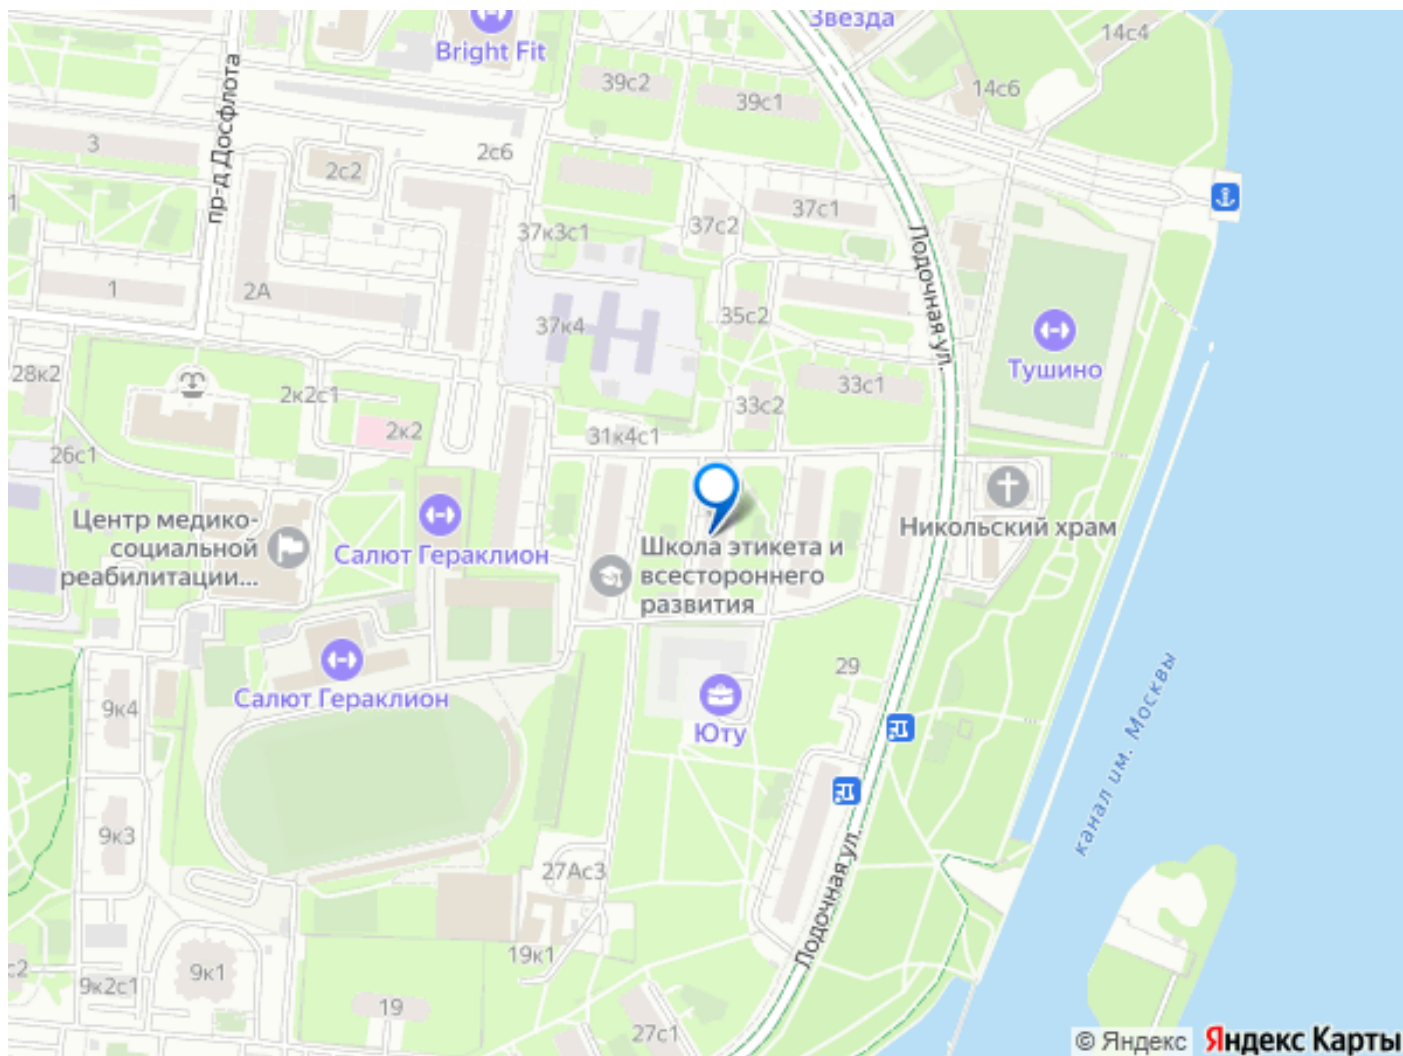 Звезда
14с4
Bright Fit
39с2
39с1
14с6
пр-д Досфлота
3
2с6
2с2
1
37с1
37с2
37к3с1
Лодочная ул.
1
2А
35с2
37к4
Тушино
28к2
33с1
2к2с1
33с2
2к2
31к4с1
26с1
Центр медико-
социальной
реабилитации...
Салют Гераклион
Школа этикета и
всестороннего
развития
Никольский храм
29
Салют Гераклион
9к4
Юту
канал им. Москвы
9к3
27Ас3
Лодочная ул.
19к1
с2
9к1
9к2с1
19
27с1
© Яндекс
Яндекс Карты